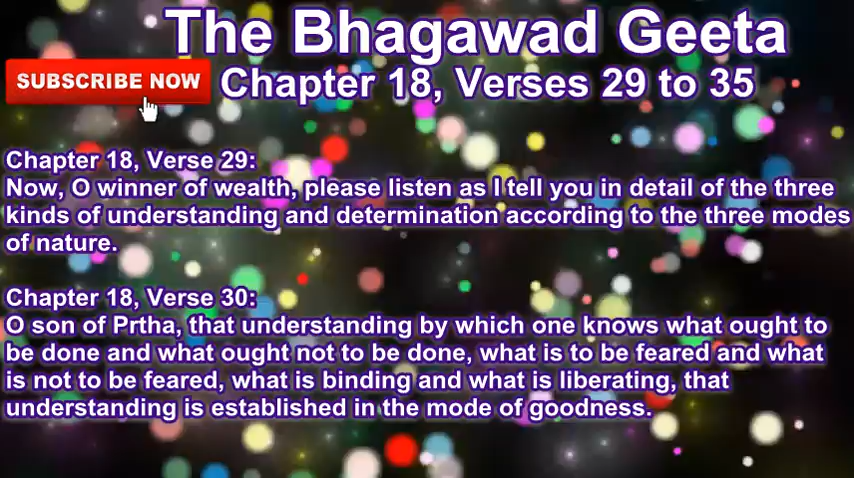 The Bhagawad Geeta
SUBSCRIBE NOW
Chapter 18, Verses 29 to 35
Chapter 18, Verse 29:
Now, O winner of wealth, please listen as I tell you in detail of the three
kinds of understanding and determination according to the three modes
of nature.
Chapter 18, Verse 30:
O son of Prtha, that understanding by which one knows what ought to
be done and what ought not to be done, what is to be feared and what
is not to be feared, what is binding and what is liberating, that
understanding is established in the mode of goodness.